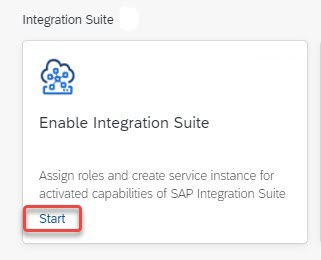 Integration Suite
Enable Integration Suite
Assign roles and create service instance for
activated capabilities of SAP Integration Suite
Start